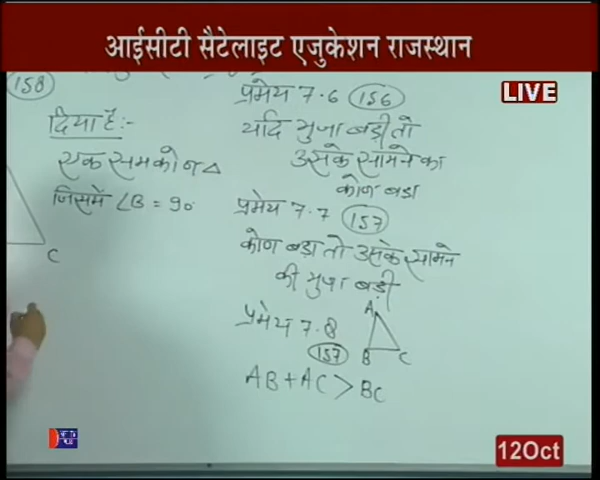 आईसीटी सैटेलाइट एजुकेशन राजस्थान
LIVE
158
दिया है:-
एक समकोण △
जिसमें ∠B = 90
C
प्रमेय 7.6 156
यदि भुजा बड़ी तो
उसके सामने का
कोण बड़ा
प्रमेय 7.7 157
कोण बड़ा तो उसके सामने
की भुजा बड़ी
प्रमेय 7.8
157
A
B C
AB + AC > BC
12Oct